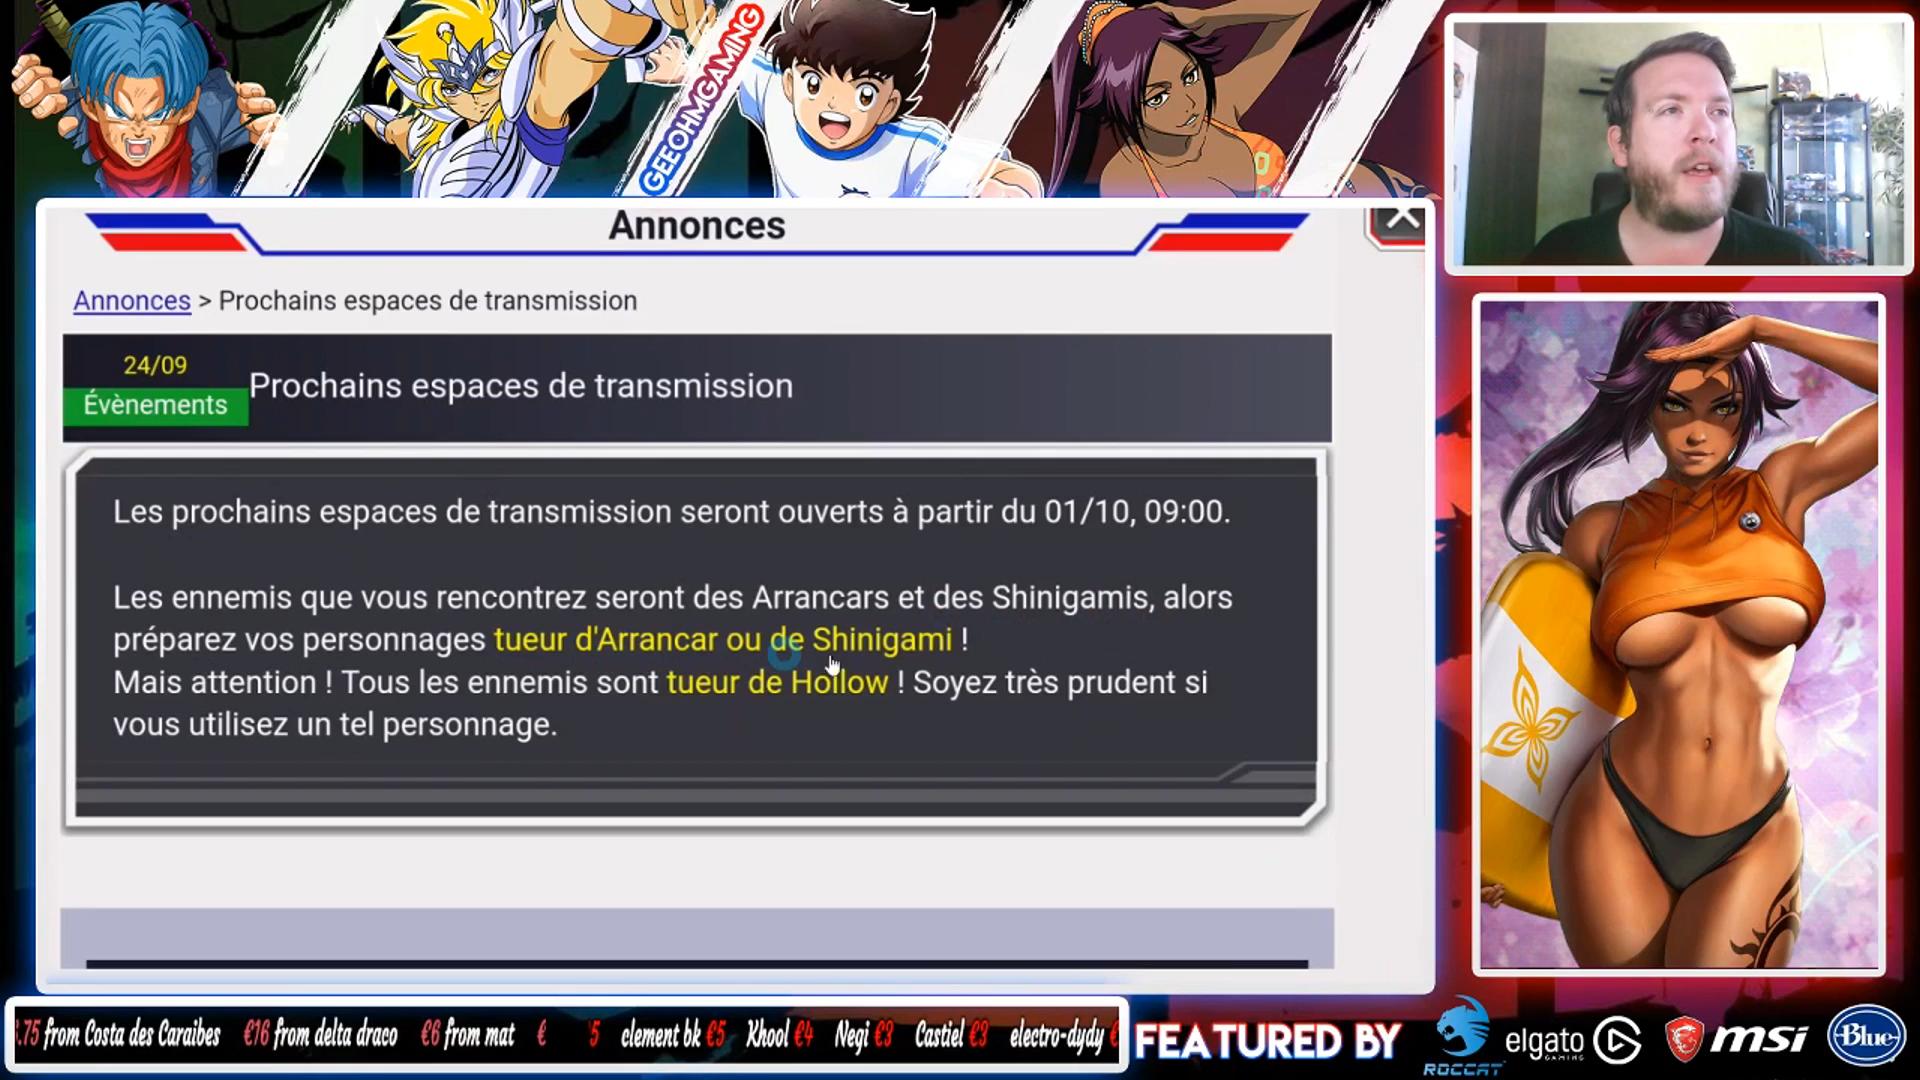 GEEOHMGAMING
Annonces
Annonces > Prochains espaces de transmission
24/09
Évènements
Prochains espaces de transmission
Les prochains espaces de transmission seront ouverts à partir du 01/10, 09:00.
Les ennemis que vous rencontrez seront des Arrancars et des Shinigamis, alors
préparez vos personnages tueur d'Arrancar ou de Shinigami !
Mais attention ! Tous les ennemis sont tueur de Hollow ! Soyez très prudent si
vous utilisez un tel personnage.
.75 from Costa des Caraibes €16 from delta draco €6 from mat € 5 clement bk €5 Khool €4 Negi €3 Castiel €3 electro-dydy €
FEATURED BY
ROCCAT
elgato
GAMING
msi
Blue